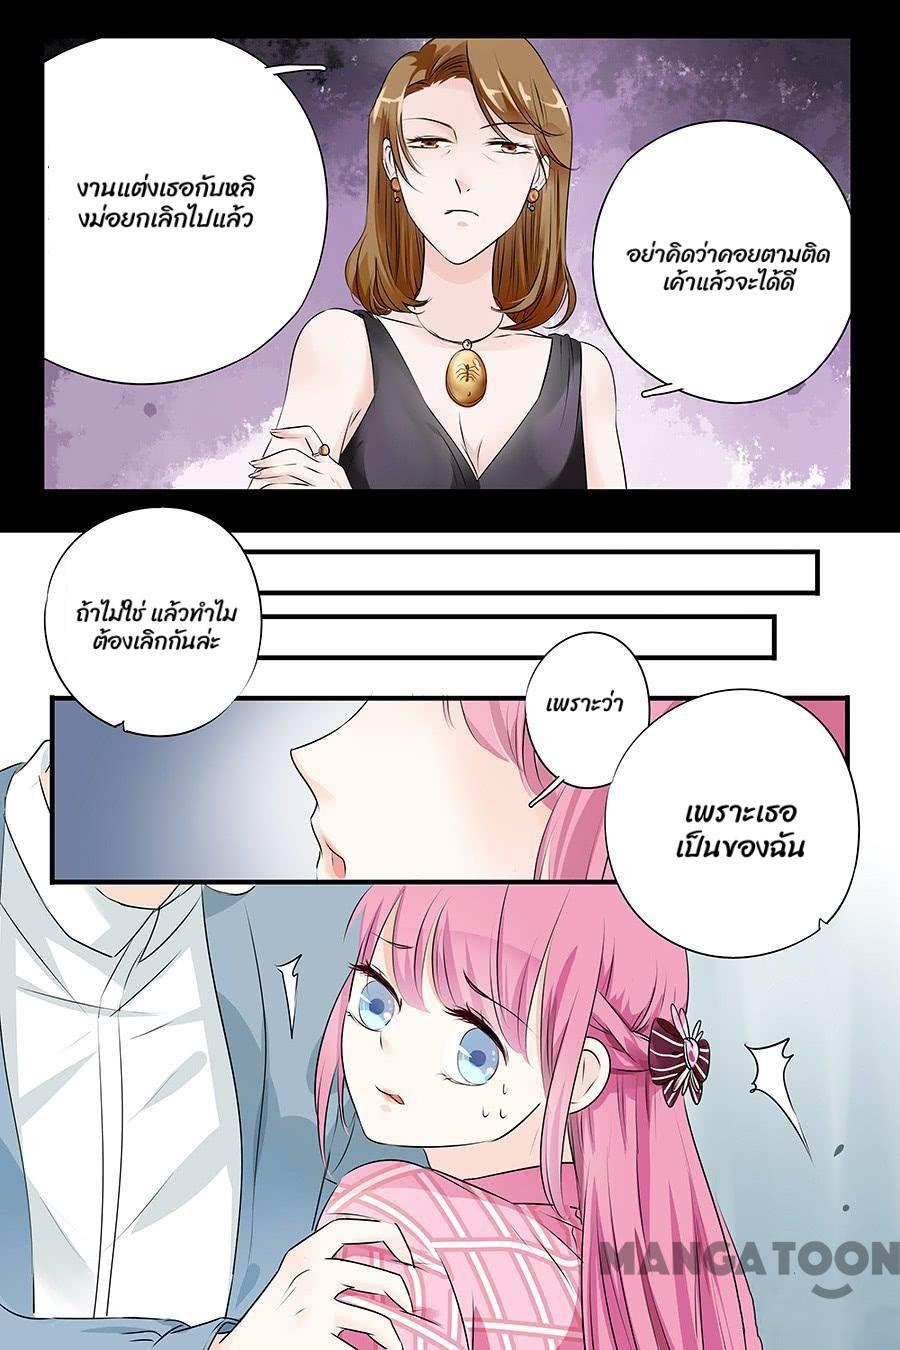 งานแต่งเธอกับหลิ
งม่อยกเลิกไปแล้ว
อย่าคิดว่าคอยตามติด
เค้าแล้วจะได้ดี
ถ้าไม่ใช่ แล้วทำไม
ต้องเลิกกันล่ะ
เพราะว่า
เพราะเธอ
เป็นของฉัน
MANGATOON